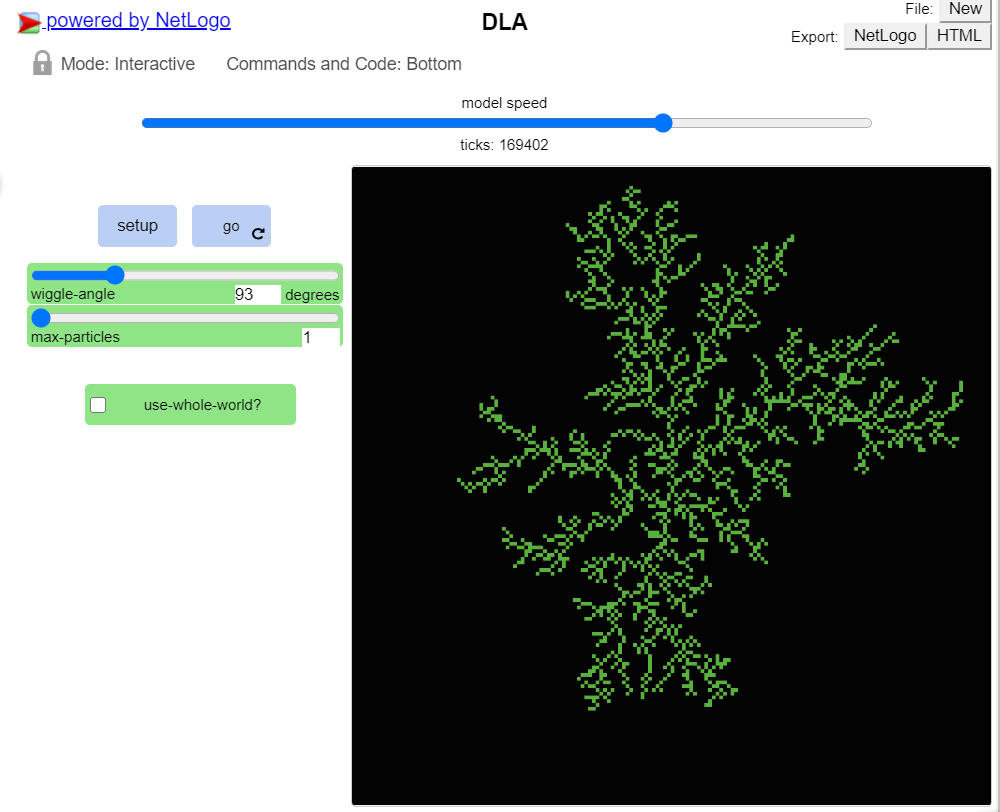 powered by NetLogo
DLA
File: New
Export: NetLogo HTML
Mode: Interactive Commands and Code: Bottom
model speed
ticks: 169402
setup go
wiggle-angle 93 degrees
max-particles 1
use-whole-world?